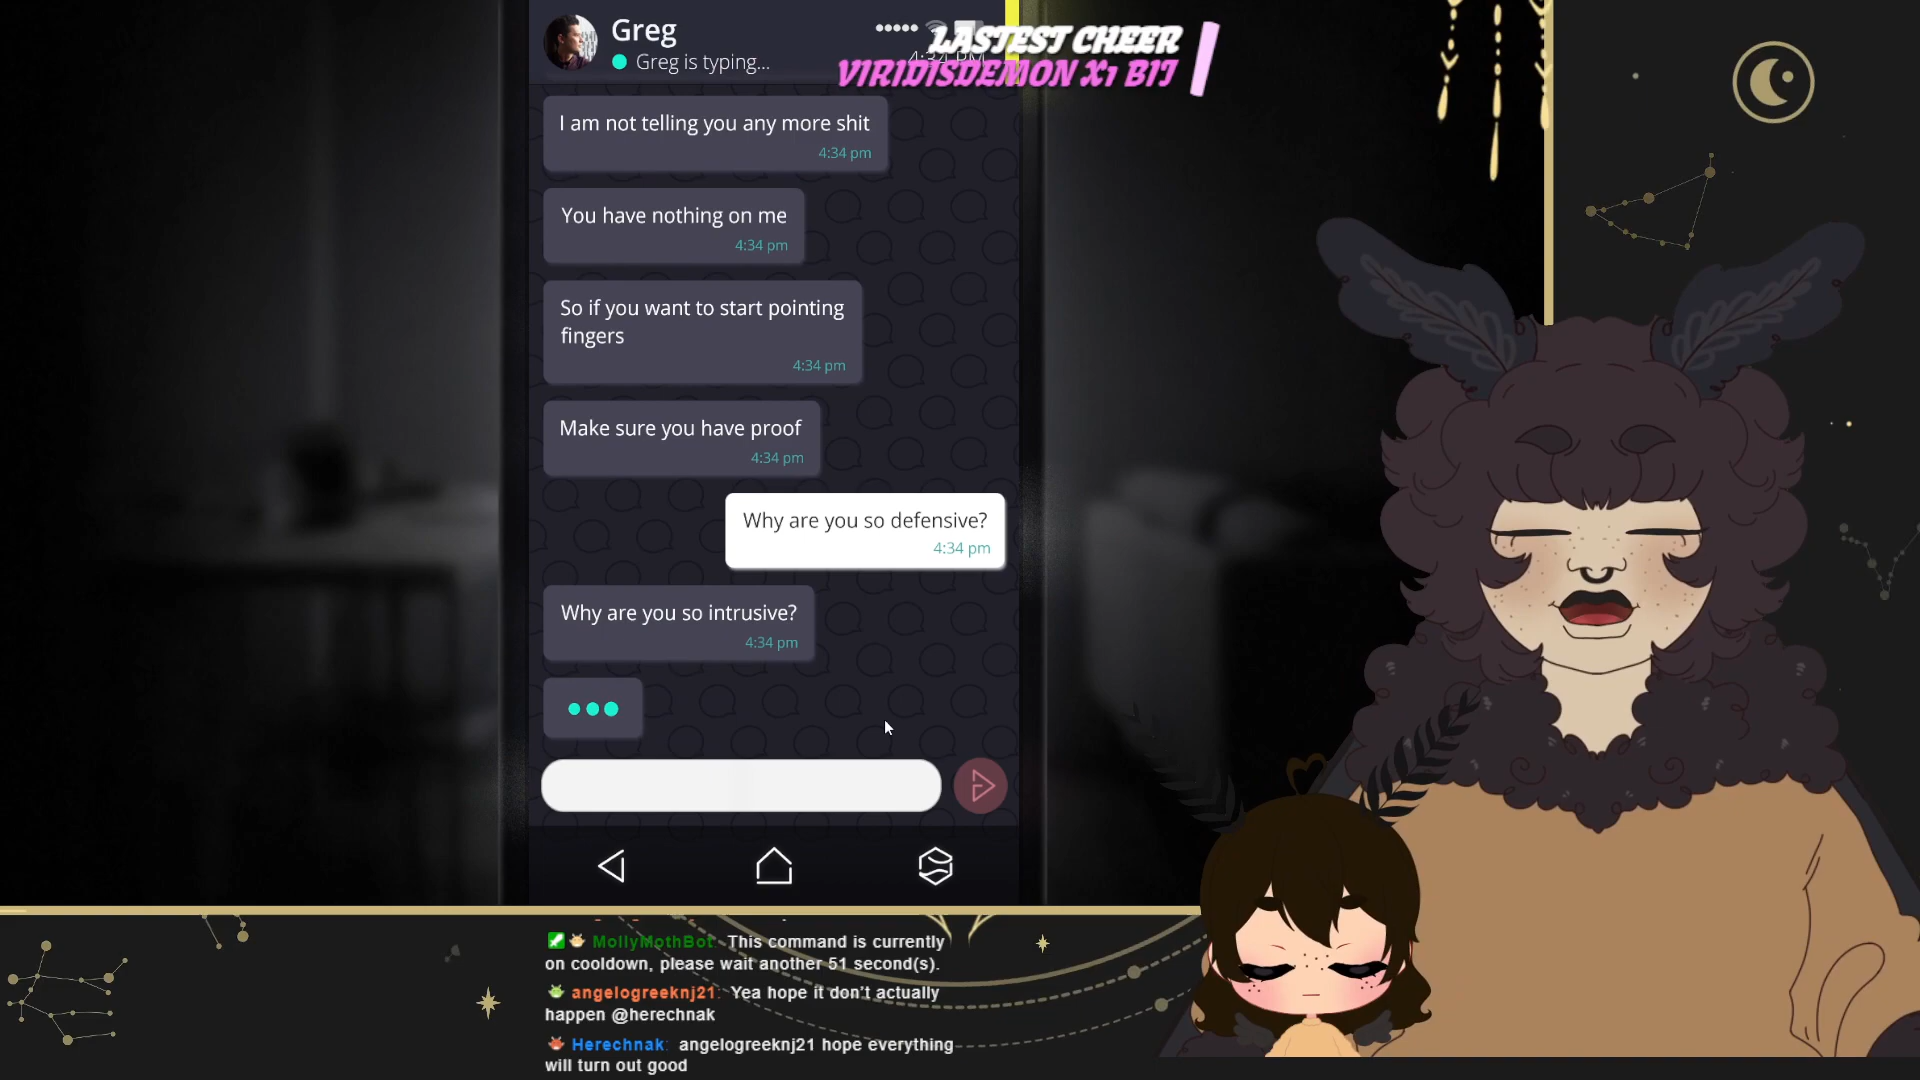 Greg
Greg is typing...
4:34 PM
LASTEST CHEER
VIRIDISDEMON X1 BIT
I am not telling you any more shit
4:34 pm
You have nothing on me
4:34 pm
So if you want to start pointing
fingers
4:34 pm
Make sure you have proof
4:34 pm
Why are you so defensive?
4:34 pm
Why are you so intrusive?
4:34 pm
MollyMothBot: This command is currently
on cooldown, please wait another 51 second(s).
angelogreeknj21: Yea hope it don't actually
happen @herechnak
Herechnak: angelogreeknj21 hope everything
will turn out good